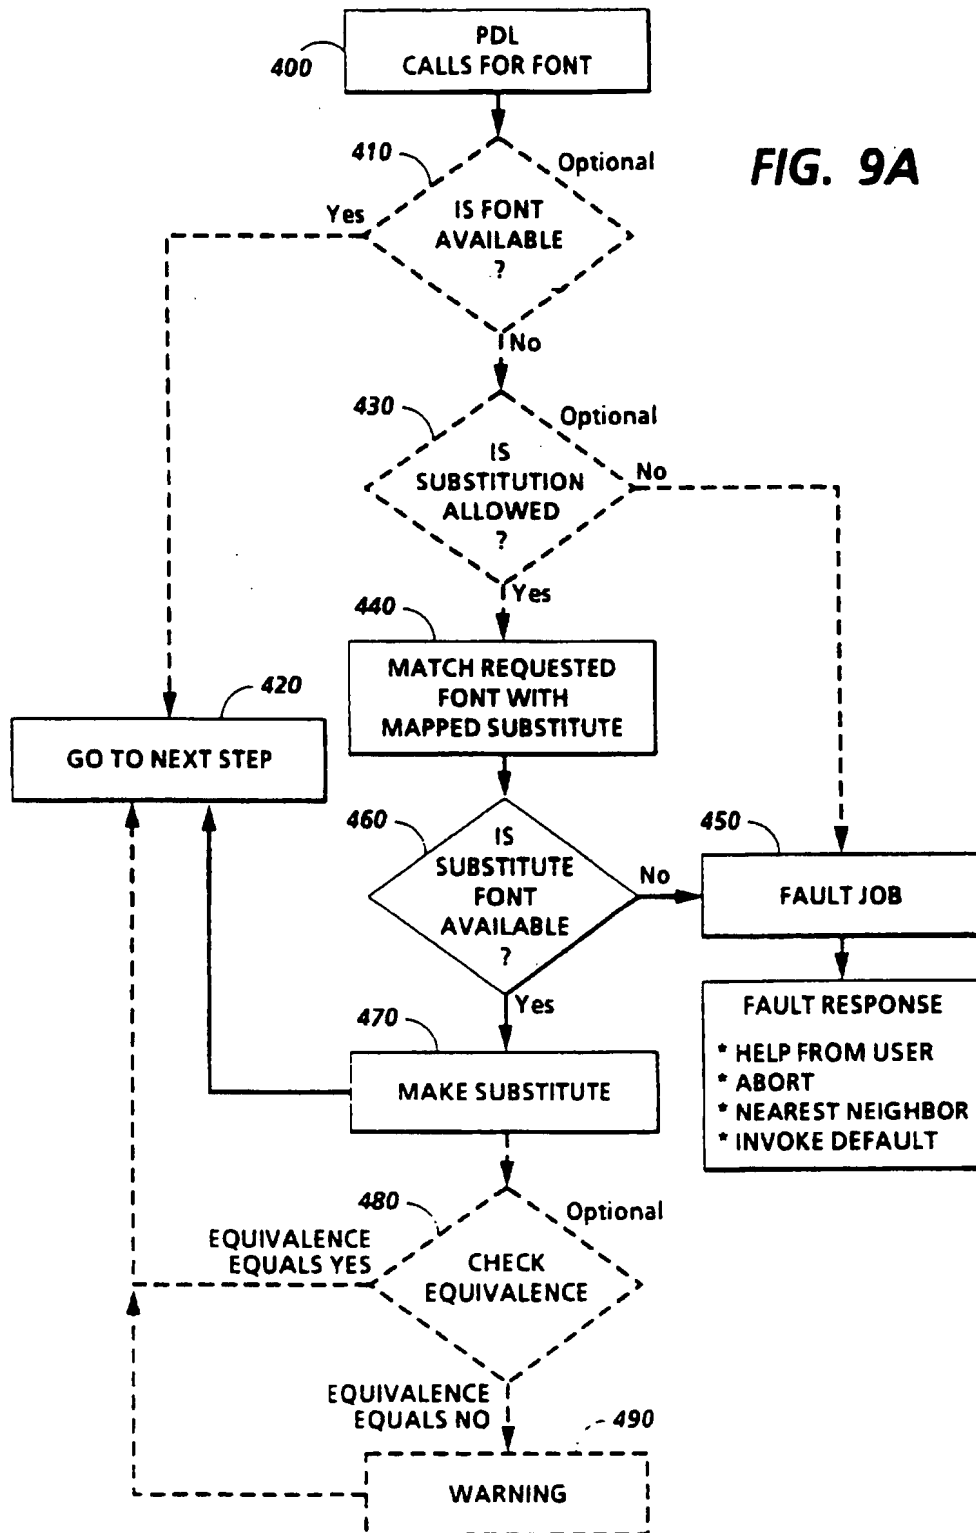 PDL
CALLS FOR FONT
400
FIG. 9A
410
Optional
Yes
IS FONT
AVAILABLE
?
No
430
Optional
IS
SUBSTITUTION
ALLOWED
?
No
Yes
440
MATCH REQUESTED
FONT WITH
MAPPED SUBSTITUTE
420
GO TO NEXT STEP
460
IS
SUBSTITUTE
FONT
AVAILABLE
?
No
Yes
450
FAULT JOB
FAULT RESPONSE
* HELP FROM USER
* ABORT
* NEAREST NEIGHBOR
* INVOKE DEFAULT
470
MAKE SUBSTITUTE
480
Optional
EQUIVALENCE
EQUALS YES
CHECK
EQUIVALENCE
EQUIVALENCE
EQUALS NO
490
WARNING